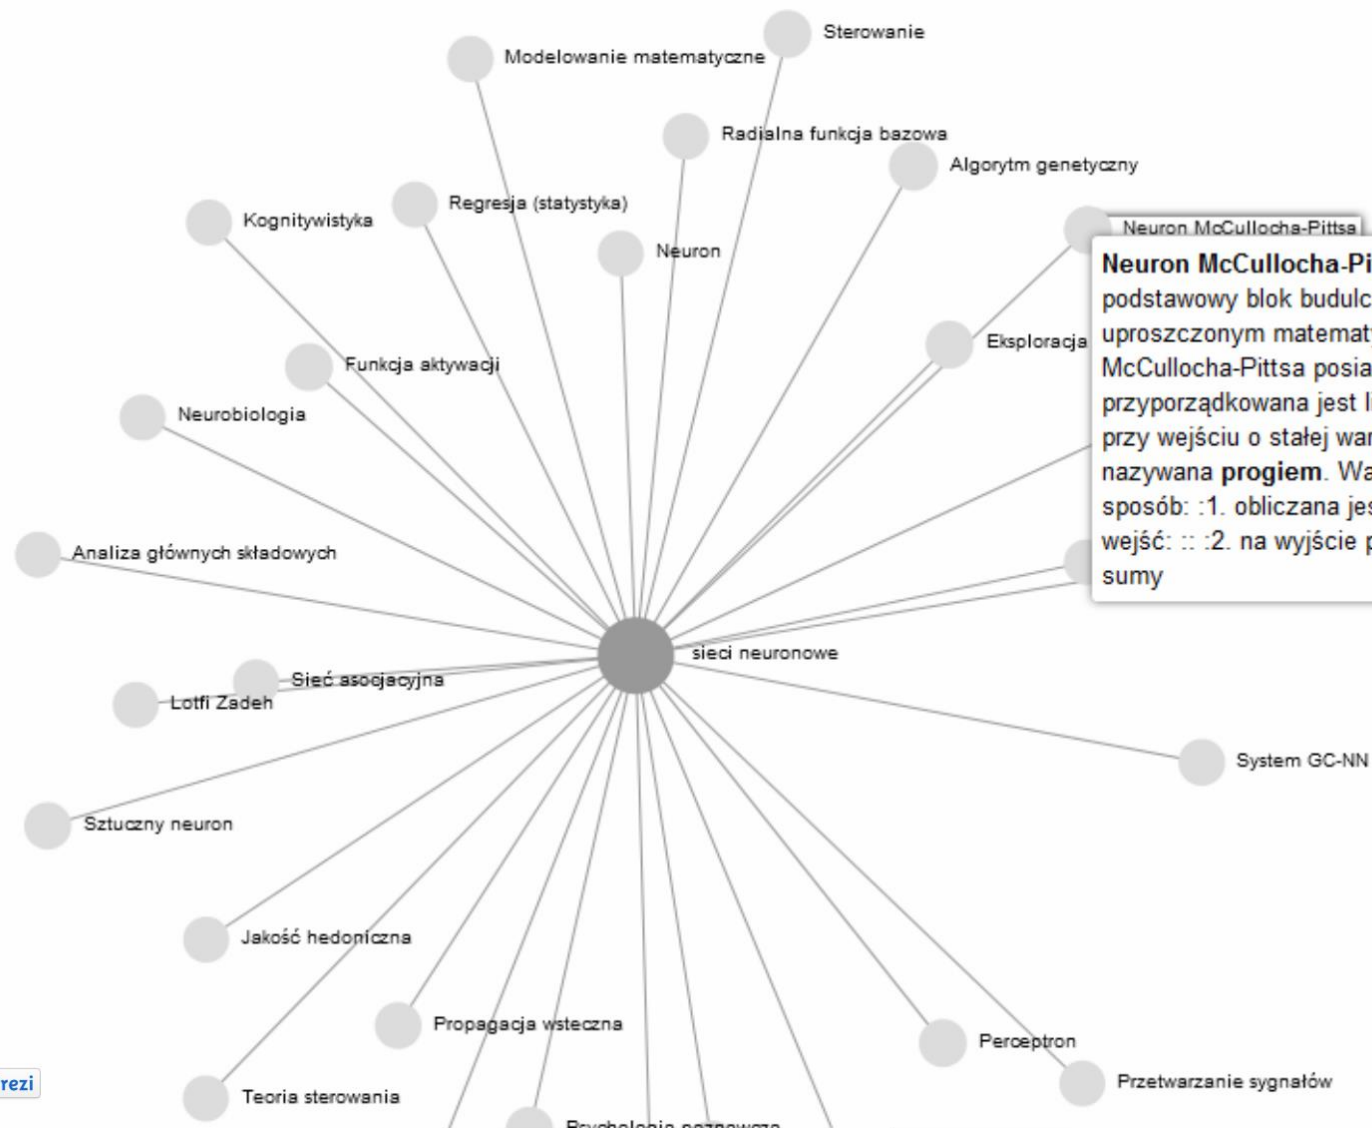 Sterowanie
Modelowanie matematyczne
Radialna funkcja bazowa
Algorytm genetyczny
Regresja (statystyka)
Kognitywistyka
Neuron McCullocha-Pittsa
Neuron
Neuron McCullocha-Pi
podstawowy blok budulc
uproszczonym matemat
McCullocha-Pittsa posia
przyporządkowana jest l
przy wejściu o stałej war
nazywana progiem. Wa
sposób: :1. obliczana jes
wejść: :: :2. na wyjście p
sumy
Eksploracja
Funkcja aktywacji
Neurobiologia
Analiza głównych składowych
sieci neuronowe
Sieć asocjacyjna
Lotfi Zadeh
System GC-NN
Sztuczny neuron
Jakość hedoniczna
Propagacja wsteczna
Perceptron
Przetwarzanie sygnałów
rezi
Teoria sterowania
Psychologia poznawcza